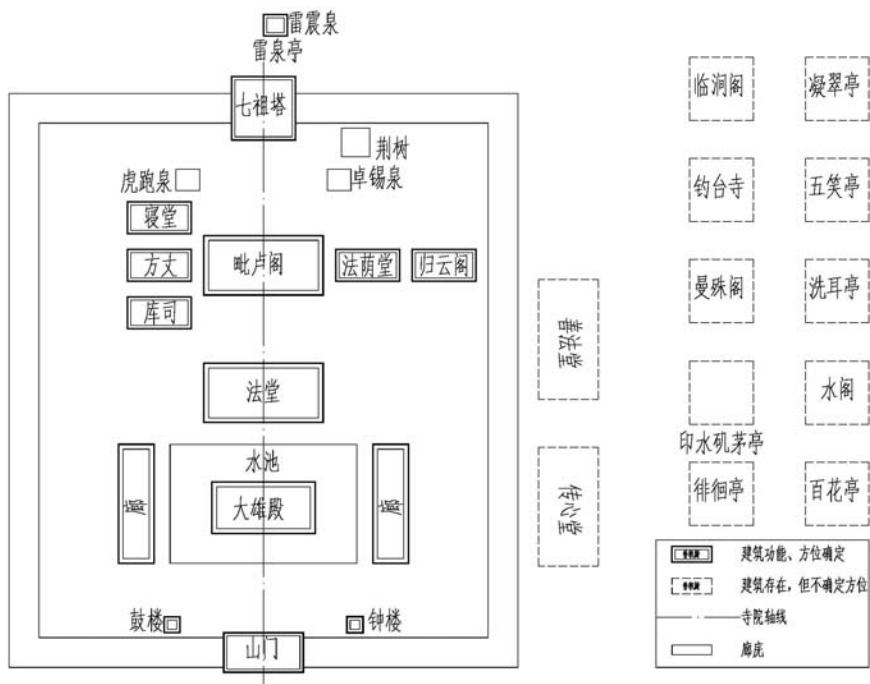 雷震泉
雷泉亭
七祖塔
荆树
虎跑泉
卓锡泉
寝堂
方丈
毗卢阁
法荫堂
归云阁
库司
法堂
水池
廊
大雄殿
廊
鼓楼
钟楼
山门
善法堂
传心堂
临涧阁
凝翠亭
钓台寺
五笑亭
曼殊阁
洗耳亭
水阁
印水矶茅亭
徘徊亭
百花亭
建筑功能、方位确定
建筑存在，但不确定方位
寺院轴线
廊庑